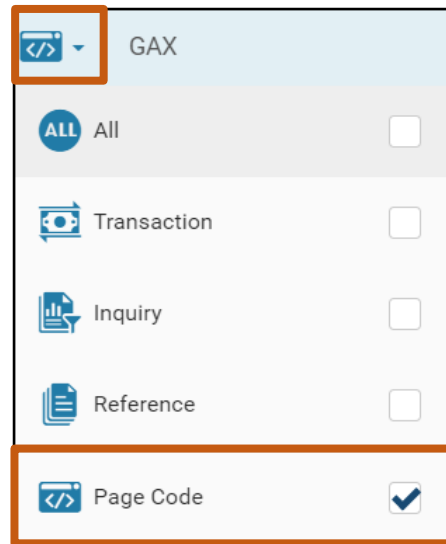 </> GAX
ALL All
Transaction
Inquiry
Reference
</> Page Code